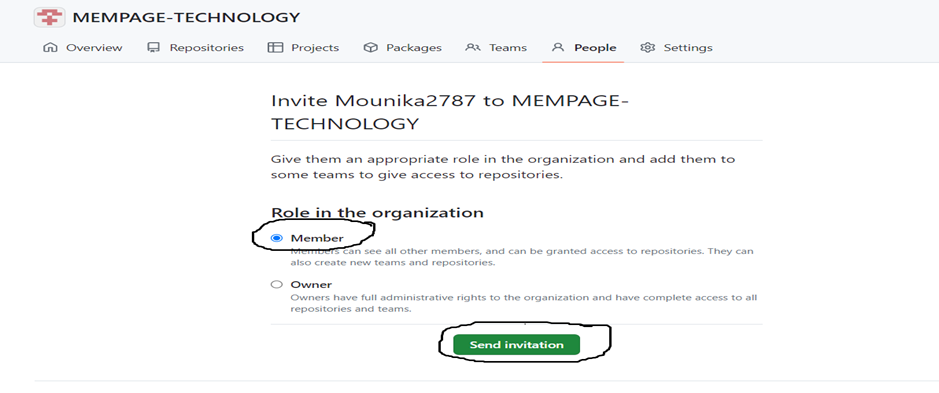 MEMPAGE-TECHNOLOGY
Overview Repositories Projects Packages Teams People Settings
Invite Mounika2787 to MEMPAGE-
TECHNOLOGY
Give them an appropriate role in the organization and add them to
some teams to give access to repositories.
Role in the organization
Member
Members can see all other members, and can be granted access to repositories. They can
also create new teams and repositories.
Owner
Owners have full administrative rights to the organization and have complete access to all
repositories and teams.
Send invitation